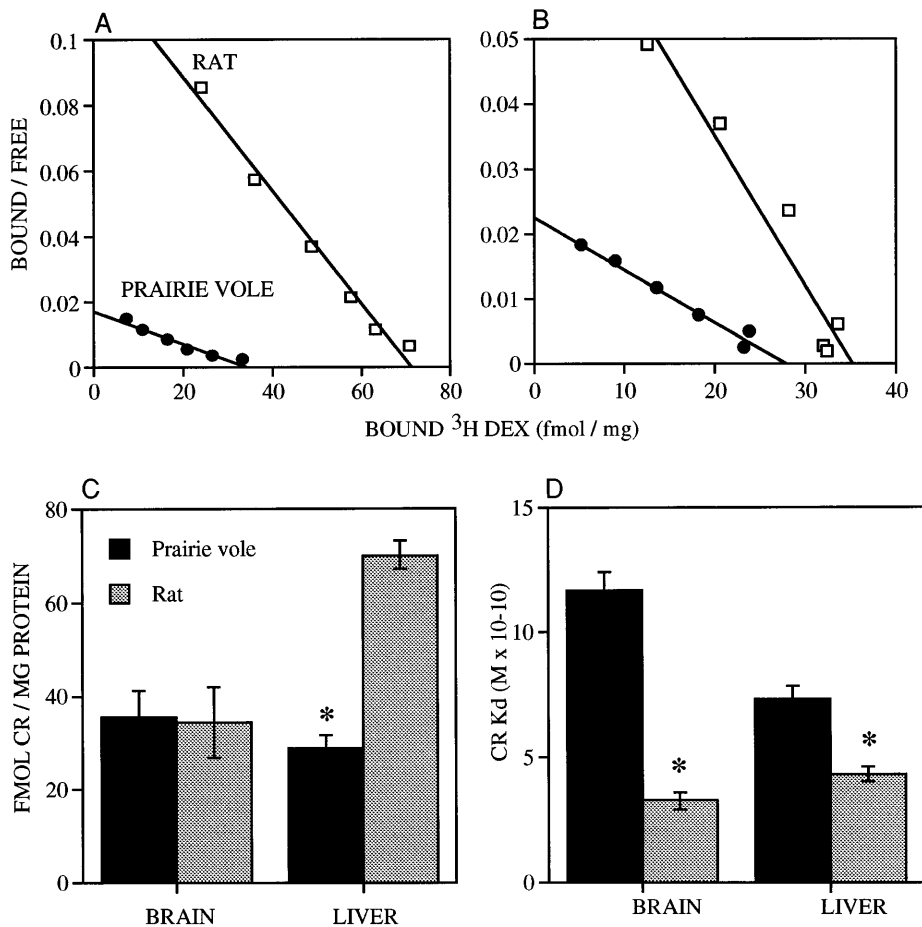 A
B
0.1
0.08
0.06
0.04
0.02
0
RAT
PRAIRIE VOLE
0 20 40 60 80
BOUND / FREE
0.05
0.04
0.03
0.02
0.01
0
0 10 20 30 40
BOUND ³H DEX (fmol / mg)
C
D
80
60
40
20
0
FMOL CR / MG PROTEIN
Prairie vole
Rat
*
BRAIN LIVER
15
10
5
0
CR Kd (M x 10-10)
*
*
BRAIN LIVER